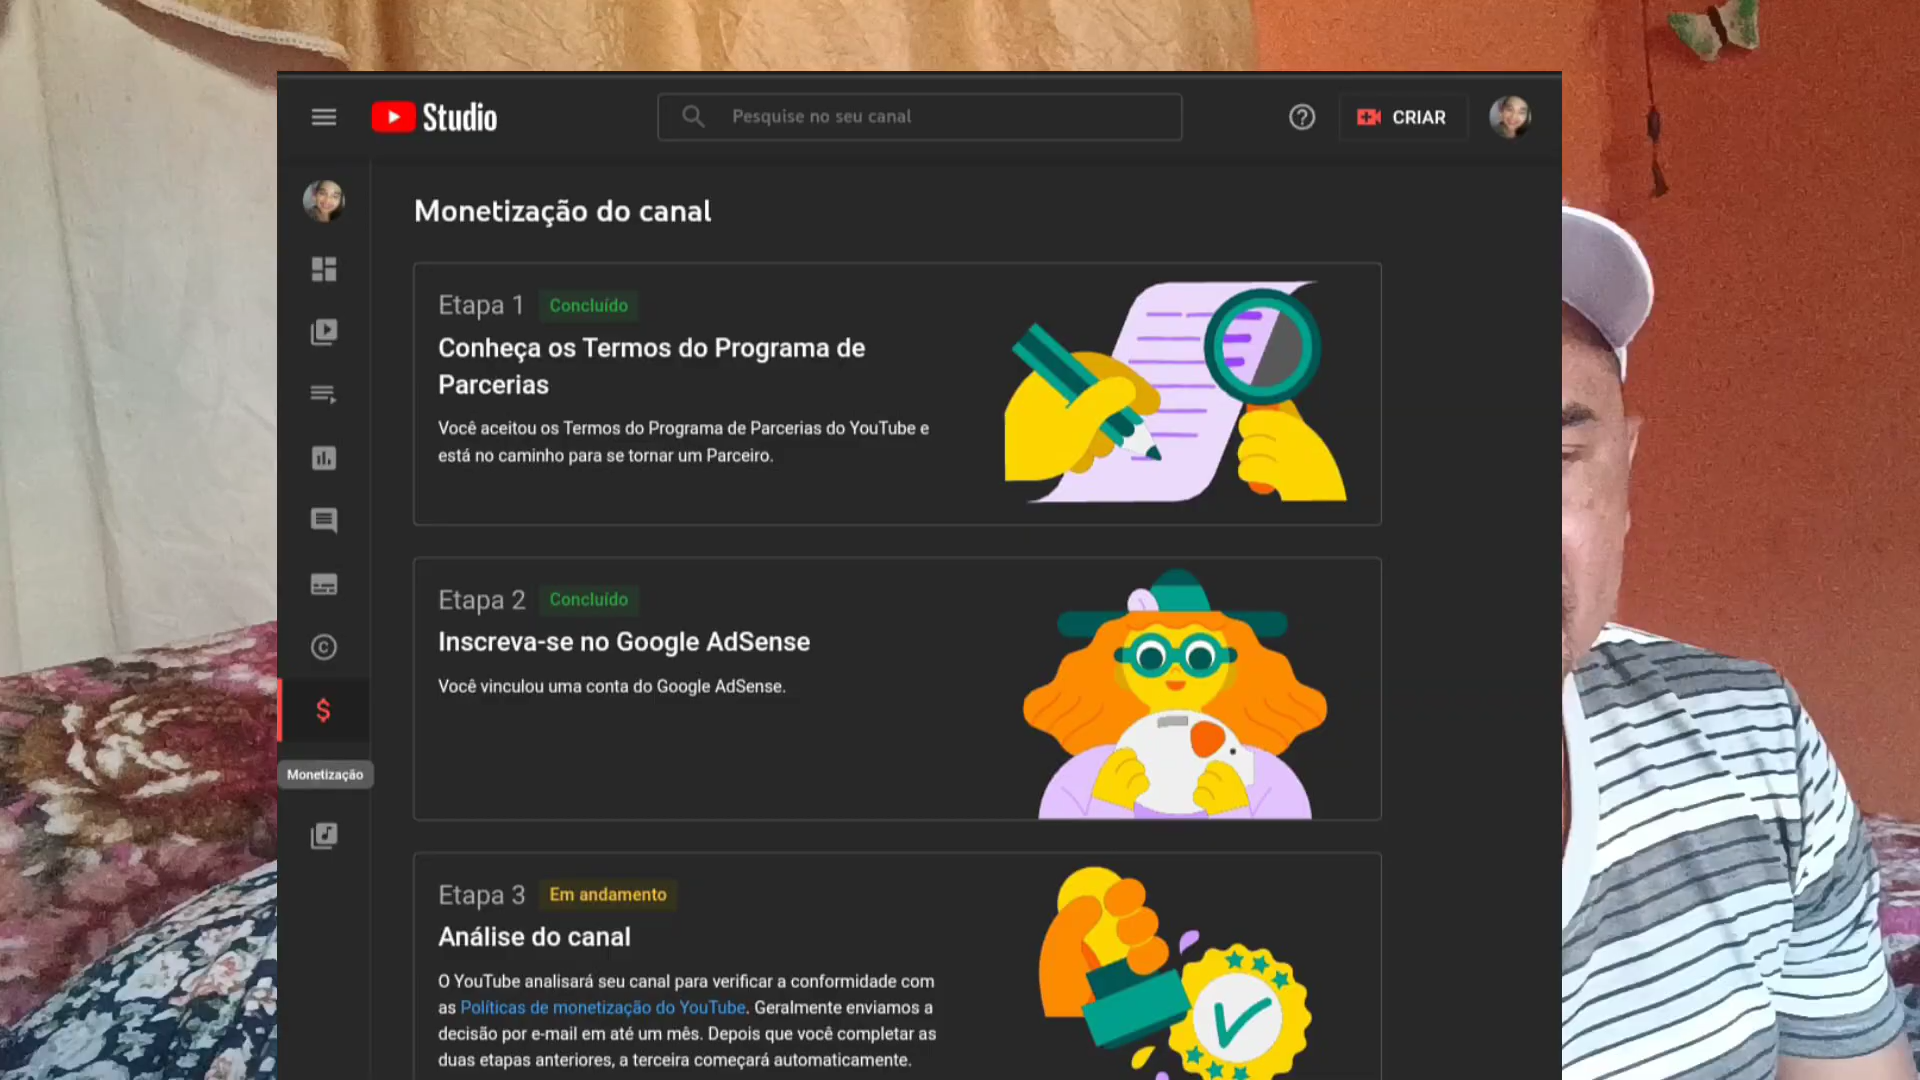 Studio
Pesquise no seu canal
CRIAR
Monetização do canal
Etapa 1 Concluído
Conheça os Termos do Programa de
Parcerias
Você aceitou os Termos do Programa de Parcerias do YouTube e
está no caminho para se tornar um Parceiro.
Etapa 2 Concluído
Inscreva-se no Google AdSense
Você vinculou uma conta do Google AdSense.
Monetização
Etapa 3 Em andamento
Análise do canal
O YouTube analisará seu canal para verificar a conformidade com
as Políticas de monetização do YouTube. Geralmente enviamos a
decisão por e-mail em até um mês. Depois que você completar as
duas etapas anteriores, a terceira começará automaticamente.